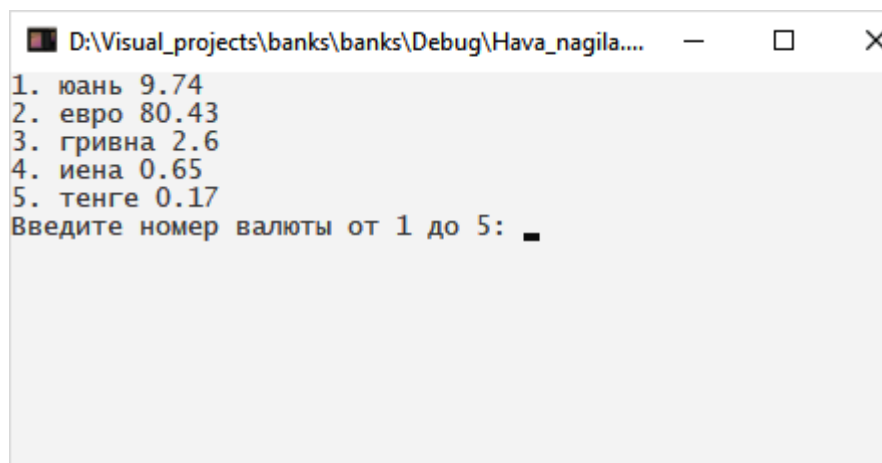 D:\Visual_projects\banks\banks\Debug\Hava_nagila....
1. юань 9.74
2. евро 80.43
3. гривна 2.6
4. иена 0.65
5. тенге 0.17
Введите номер валюты от 1 до 5: